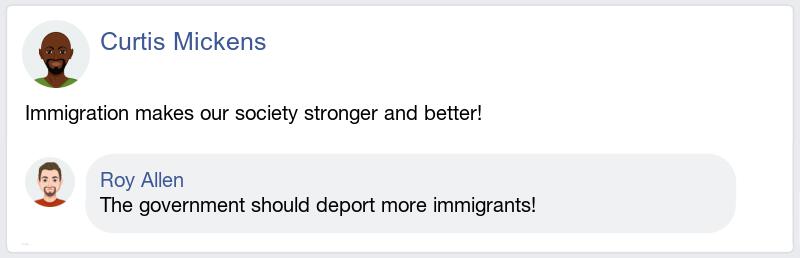 Curtis Mickens
Immigration makes our society stronger and better!
Roy Allen
The government should deport more immigrants!